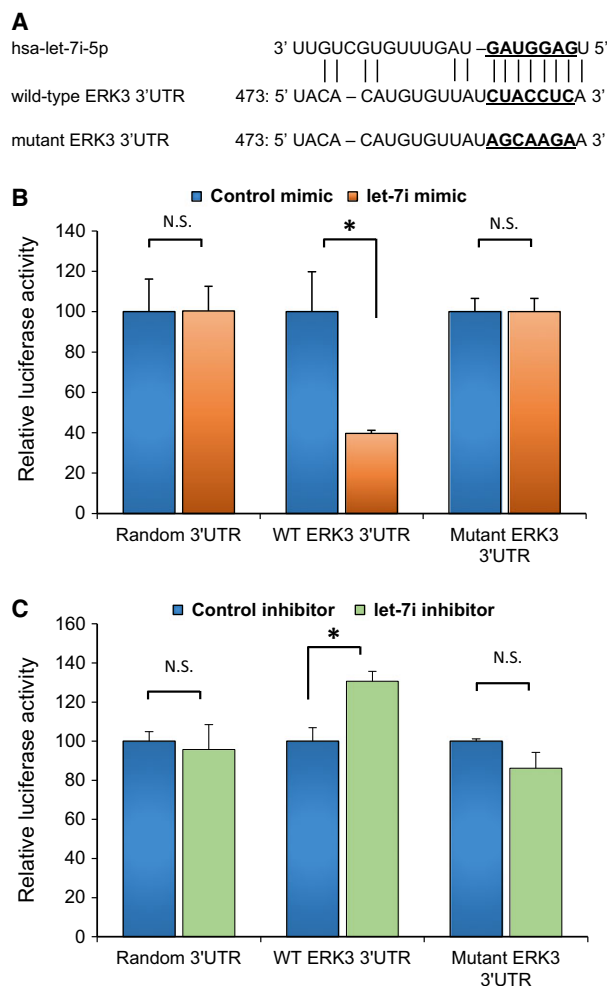 A
hsa-let-7i-5p 3' UUGUCGUGUUUGAU –GAUGGAGU 5'
wild-type ERK3 3'UTR 473: 5' UACA – CAUGUGUUAUCUACCUCA 3'
mutant ERK3 3'UTR 473: 5' UACA – CAUGUGUUAUAGCAAGAA 3'
B
Control mimic let-7i mimic
Relative luciferase activity
140
120
100
80
60
40
20
0
N.S.
*
N.S.
Random 3'UTR WT ERK3 3'UTR Mutant ERK3
3'UTR
C
Control inhibitor let-7i inhibitor
Relative luciferase activity
160
140
120
100
80
60
40
20
0
N.S.
*
N.S.
Random 3'UTR WT ERK3 3'UTR Mutant ERK3
3'UTR